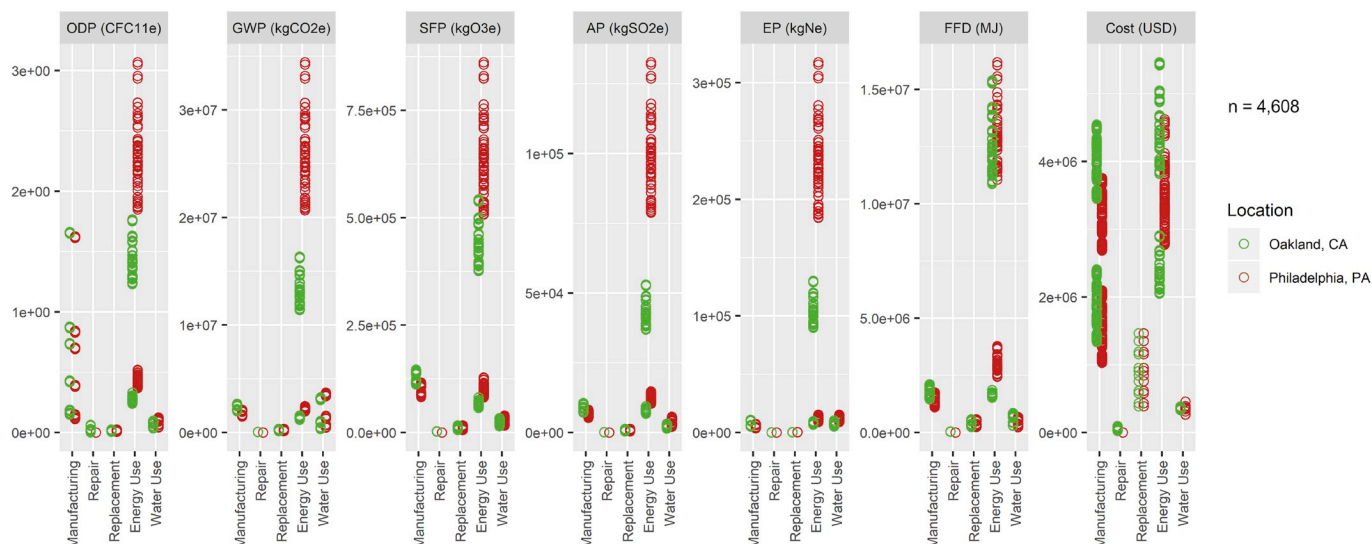 ODP (CFC11e)
GWP (kgCO2e)
SFP (kgO3e)
AP (kgSO2e)
EP (kgNe)
FFD (MJ)
Cost (USD)
3e+00
2e+00
1e+00
0e+00
3e+07
2e+07
1e+07
0e+00
7.5e+05
5.0e+05
2.5e+05
0.0e+00
1e+05
5e+04
0e+00
3e+05
2e+05
1e+05
0e+00
1.5e+07
1.0e+07
5.0e+06
0.0e+00
4e+06
2e+06
0e+00
n = 4,608
Location
Oakland, CA
Philadelphia, PA
Manufacturing
Repair
Replacement
Energy Use
Water Use
Manufacturing
Repair
Replacement
Energy Use
Water Use
Manufacturing
Repair
Replacement
Energy Use
Water Use
Manufacturing
Repair
Replacement
Energy Use
Water Use
Manufacturing
Repair
Replacement
Energy Use
Water Use
Manufacturing
Repair
Replacement
Energy Use
Water Use
Manufacturing
Repair
Replacement
Energy Use
Water Use